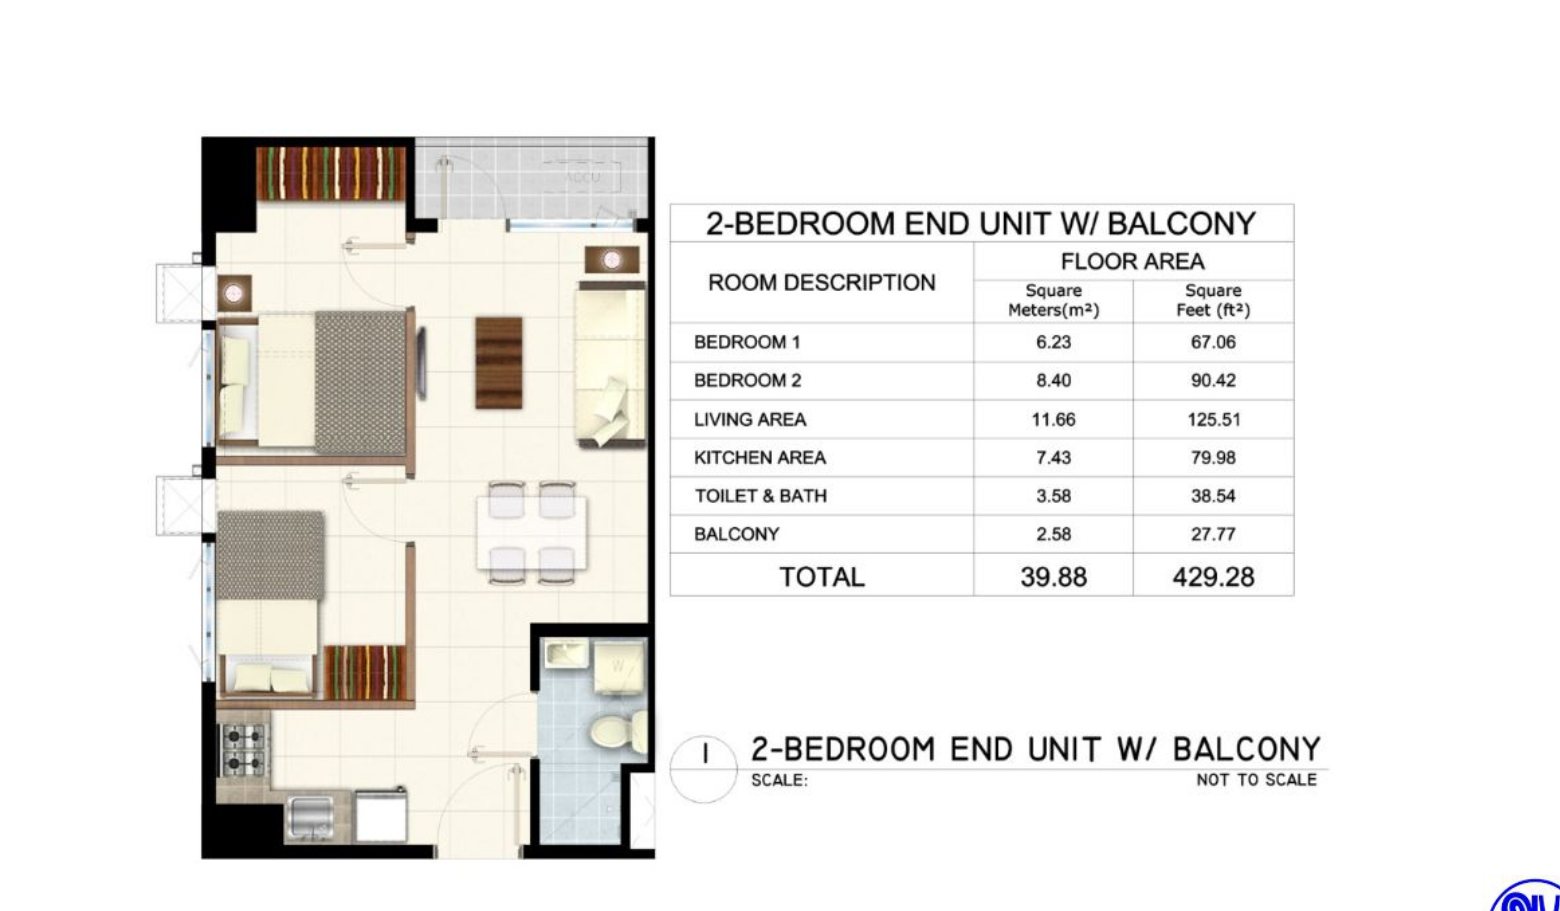 ACCU
2-BEDROOM END UNIT W/ BALCONY
ROOM DESCRIPTION
FLOOR AREA
Square Meters(m²)
Square Feet (ft²)
BEDROOM 1 6.23 67.06
BEDROOM 2 8.40 90.42
LIVING AREA 11.66 125.51
KITCHEN AREA 7.43 79.98
TOILET & BATH 3.58 38.54
BALCONY 2.58 27.77
TOTAL 39.88 429.28
W
1 2-BEDROOM END UNIT W/ BALCONY
SCALE: NOT TO SCALE